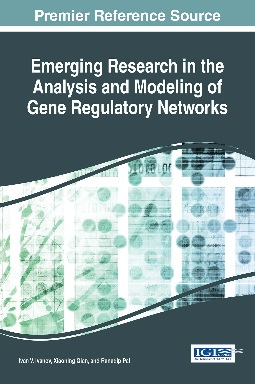 Premier Reference Source
Emerging Research in the
Analysis and Modeling of
Gene Regulatory Networks
Ivan V. Ivanov, Xiaoning Qian, and Ranadip Pal